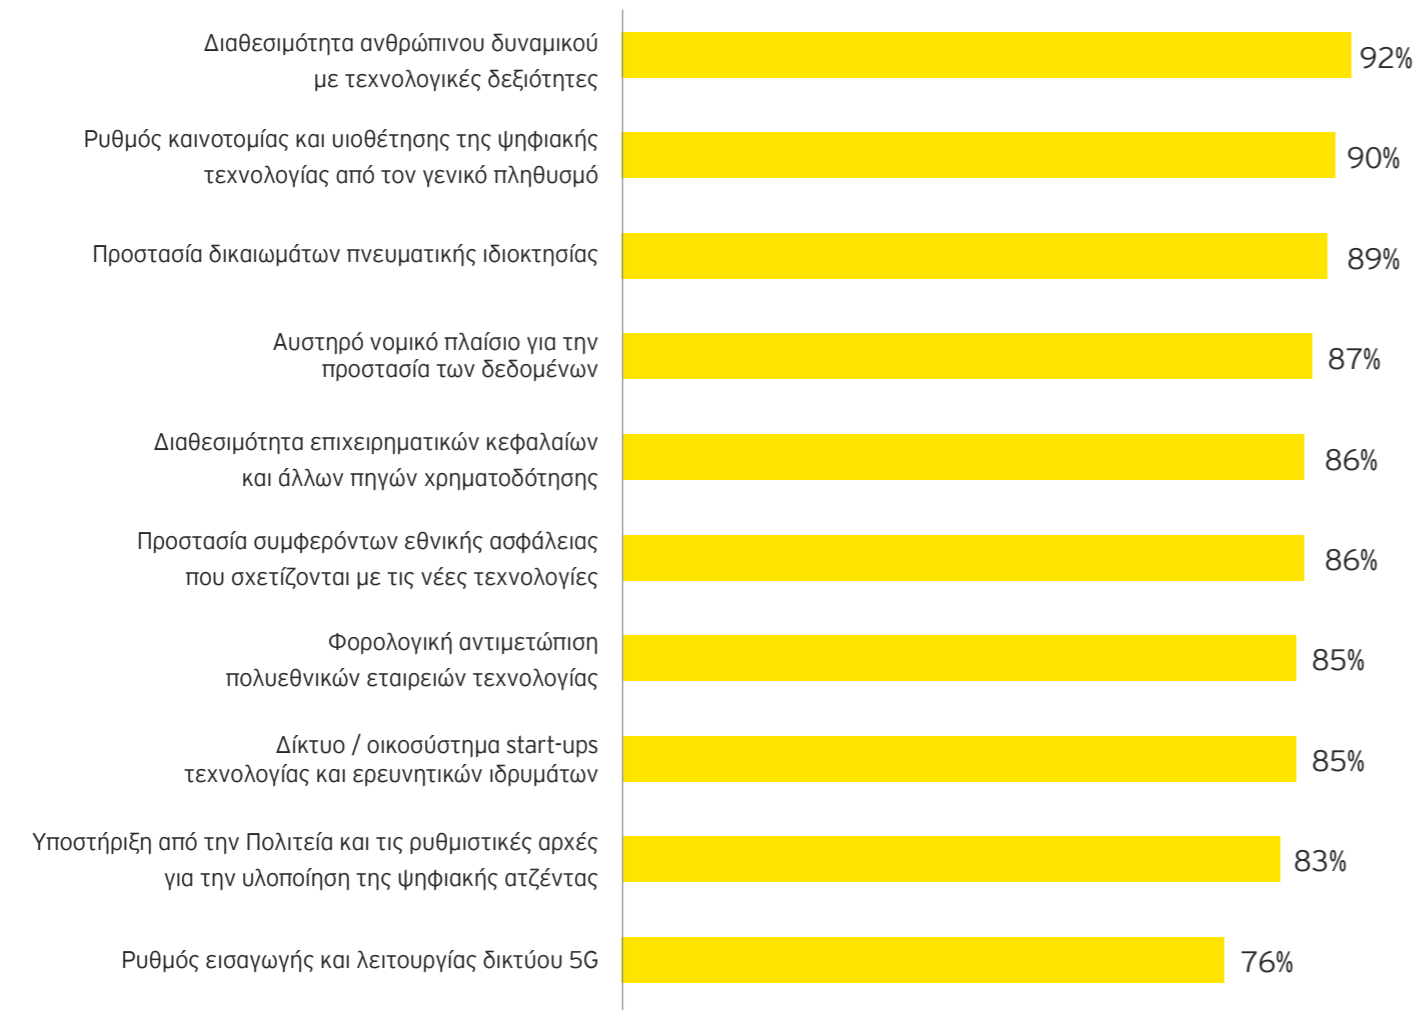 Διαθεσιμότητα ανθρώπινου δυναμικού
με τεχνολογικές δεξιότητες
92%
Ρυθμός καινοτομίας και υιοθέτησης της ψηφιακής
τεχνολογίας από τον γενικό πληθυσμό
90%
Προστασία δικαιωμάτων πνευματικής ιδιοκτησίας
89%
Αυστηρό νομικό πλαίσιο για την
προστασία των δεδομένων
87%
Διαθεσιμότητα επιχειρηματικών κεφαλαίων
και άλλων πηγών χρηματοδότησης
86%
Προστασία συμφερόντων εθνικής ασφάλειας
που σχετίζονται με τις νέες τεχνολογίες
86%
Φορολογική αντιμετώπιση
πολυεθνικών εταιρειών τεχνολογίας
85%
Δίκτυο / οικοσύστημα start-ups
τεχνολογίας και ερευνητικών ιδρυμάτων
85%
Υποστήριξη από την Πολιτεία και τις ρυθμιστικές αρχές
για την υλοποίηση της ψηφιακής ατζέντας
83%
Ρυθμός εισαγωγής και λειτουργίας δικτύου 5G
76%